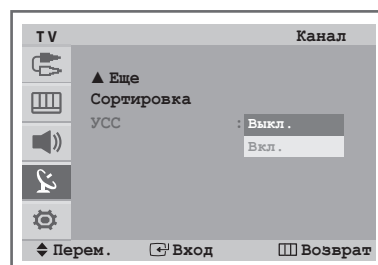 TV Канал
▲ Еще
Сортировка
УСС : Выкл.
Вкл.
Перем. Вход Возврат